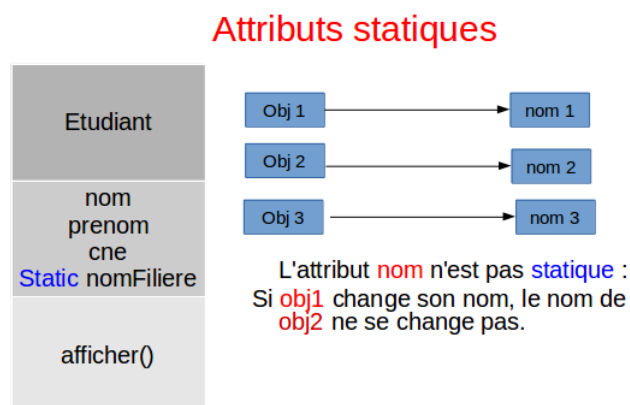 Attributs statiques
Etudiant
nom
prenom
cne
Static nomFiliere
afficher()
Obj 1
nom 1
Obj 2
nom 2
Obj 3
nom 3
L'attribut nom n'est pas statique :
Si obj1 change son nom, le nom de
obj2 ne se change pas.